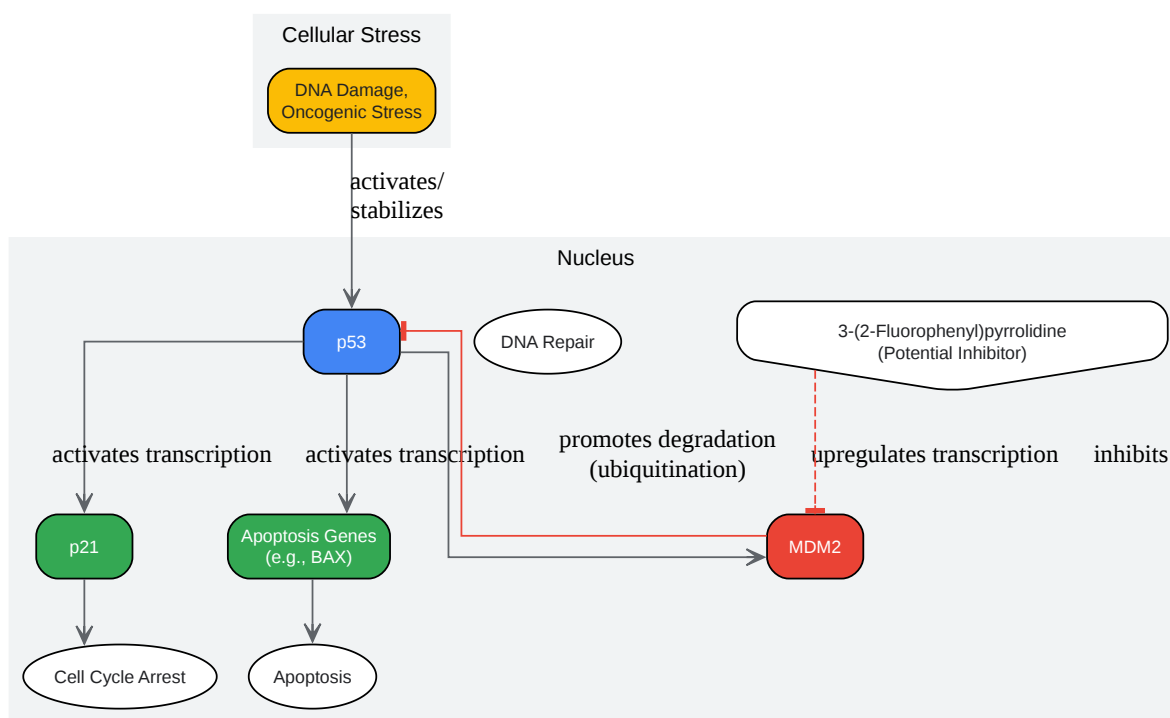 Cellular Stress
DNA Damage,
Oncogenic Stress
activates/
stabilizes
Nucleus
p53
DNA Repair
3-(2-Fluorophenyl)pyrrolidine
(Potential Inhibitor)
activates transcription
activates transcription
promotes degradation
(ubiquitination)
upregulates transcription
inhibits
p21
Apoptosis Genes
(e.g., BAX)
MDM2
Cell Cycle Arrest
Apoptosis